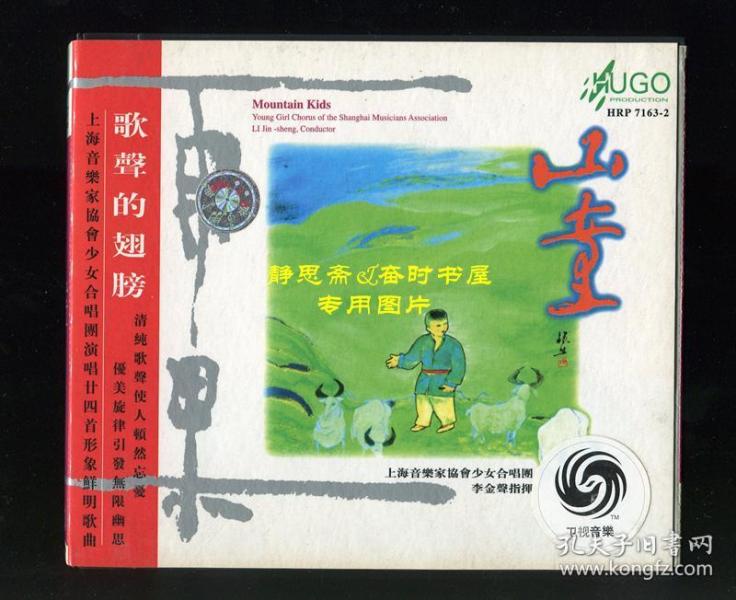 歌聲的翅膀
清純歌聲使人頓然忘憂
優美旋律引發無限幽思
上海音樂家協會少女合唱團演唱廿四首形象鮮明歌曲
Mountain Kids
Young Girl Chorus of the Shanghai Musicians Association
LI Jin -sheng, Conductor
HUGO
PRODUCTION
HRP 7163-2
山童
静思斋&奋时书屋
专用图片
上海音樂家協會少女合唱團
李金聲指揮
TM
卫视音樂
孔夫子旧书网
www.kongfz.com